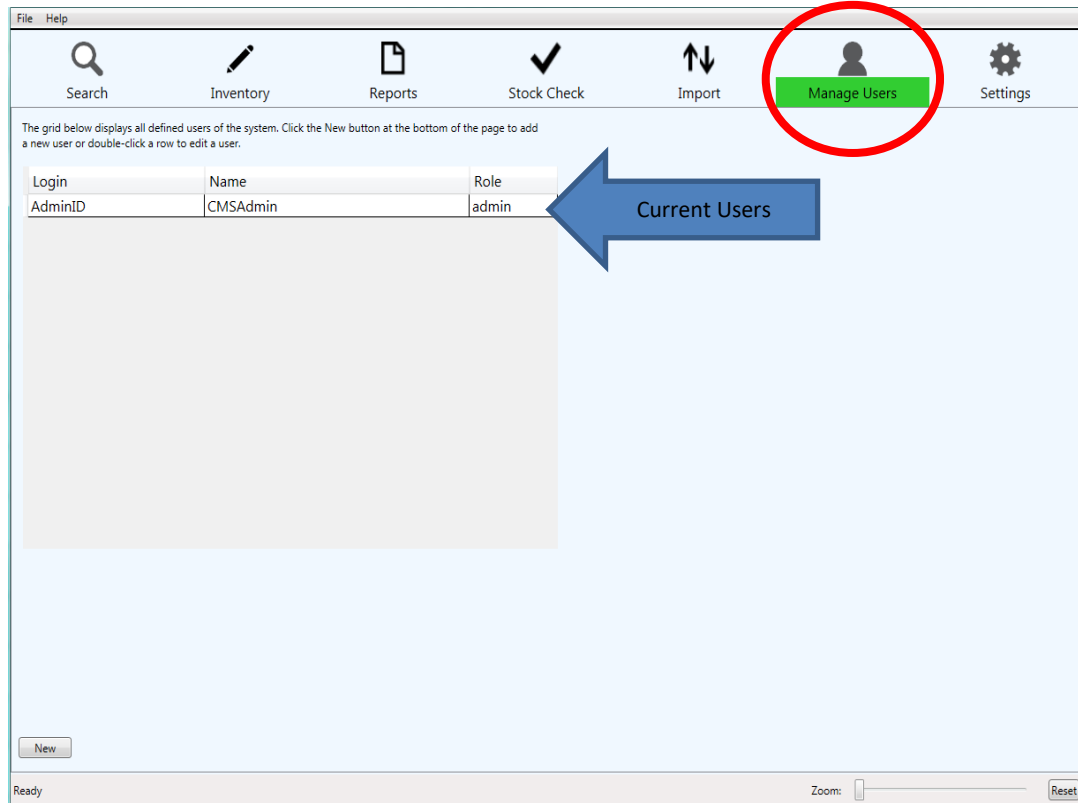 File Help
Search Inventory Reports Stock Check Import Manage Users Settings
The grid below displays all defined users of the system. Click the New button at the bottom of the page to add
a new user or double-click a row to edit a user.
Login Name Role
AdminID CMSAdmin admin
Current Users
New
Ready Zoom: Reset